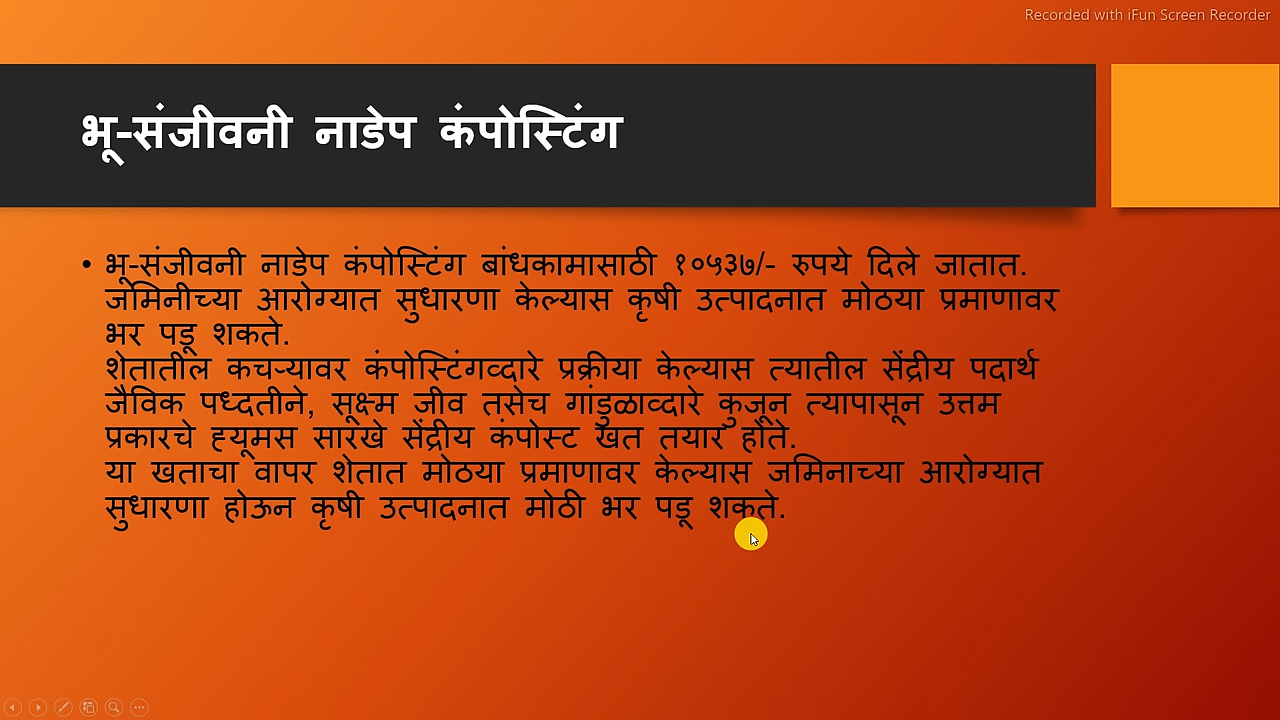 Recorded with iFun Screen Recorder
भू-संजीवनी नाडेप कंपोस्टिंग
• भू-संजीवनी नाडेप कंपोस्टिंग बांधकामासाठी १०५३७/- रुपये दिले जातात.
जमिनीच्या आरोग्यात सुधारणा केल्यास कृषी उत्पादनात मोठया प्रमाणावर
भर पडू शकते.
शेतातील कचऱ्यावर कंपोस्टिंगव्दारे प्रक्रीया केल्यास त्यातील सेंद्रीय पदार्थ
जैविक पध्दतीने, सूक्ष्म जीव तसेच गांडुळाव्दारे कुजून त्यापासून उत्तम
प्रकारचे ह्यूमस सारखे सेंद्रीय कंपोस्ट खत तयार होते.
या खताचा वापर शेतात मोठया प्रमाणावर केल्यास जमिनाच्या आरोग्यात
सुधारणा होऊन कृषी उत्पादनात मोठी भर पडू शकते.